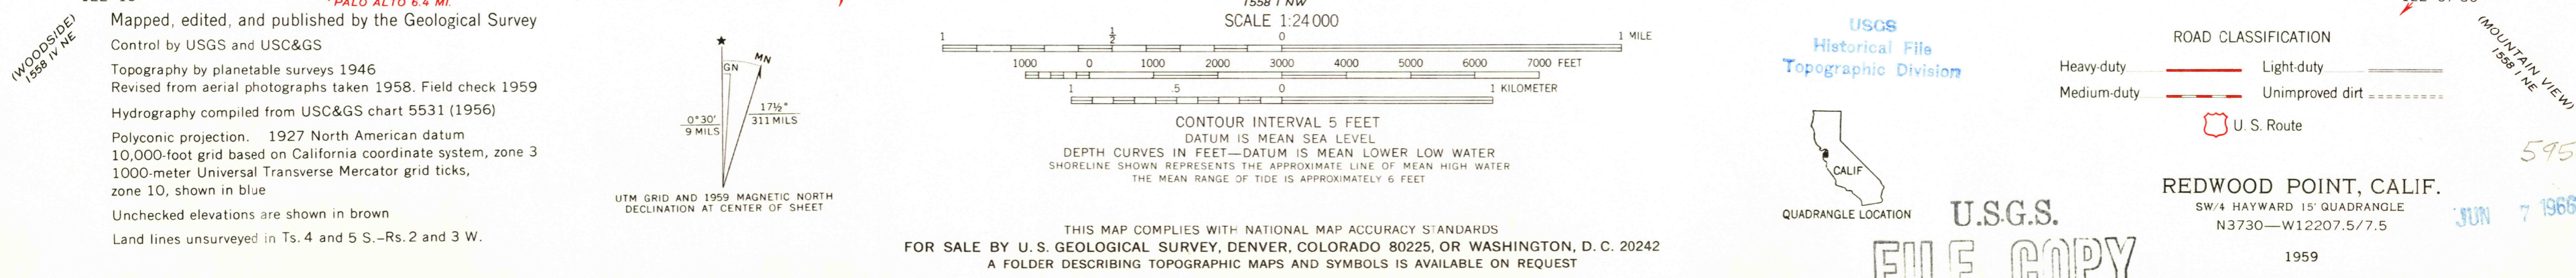 PALO ALTO 6.4 MI.
(WOODSIDE)
1558 IV NE
Mapped, edited, and published by the Geological Survey
Control by USGS and USC&GS
Topography by planetable surveys 1946
Revised from aerial photographs taken 1958. Field check 1959
Hydrography compiled from USC&GS chart 5531 (1956)
Polyconic projection. 1927 North American datum
10,000-foot grid based on California coordinate system, zone 3
1000-meter Universal Transverse Mercator grid ticks,
zone 10, shown in blue
Unchecked elevations are shown in brown
Land lines unsurveyed in Ts. 4 and 5 S.–Rs. 2 and 3 W.
★
GN
MN
0°30′
9 MILS
17½°
311 MILS
UTM GRID AND 1959 MAGNETIC NORTH
DECLINATION AT CENTER OF SHEET
1558 I NW
SCALE 1:24 000
1 ½ 0 1 MILE
1000 0 1000 2000 3000 4000 5000 6000 7000 FEET
1 .5 0 1 KILOMETER
CONTOUR INTERVAL 5 FEET
DATUM IS MEAN SEA LEVEL
DEPTH CURVES IN FEET—DATUM IS MEAN LOWER LOW WATER
SHORELINE SHOWN REPRESENTS THE APPROXIMATE LINE OF MEAN HIGH WATER
THE MEAN RANGE OF TIDE IS APPROXIMATELY 6 FEET
THIS MAP COMPLIES WITH NATIONAL MAP ACCURACY STANDARDS
FOR SALE BY U. S. GEOLOGICAL SURVEY, DENVER, COLORADO 80225, OR WASHINGTON, D. C. 20242
A FOLDER DESCRIBING TOPOGRAPHIC MAPS AND SYMBOLS IS AVAILABLE ON REQUEST
USGS
Historical File
Topographic Division
CALIF
QUADRANGLE LOCATION
U.S.G.S.
FILE COPY
ROAD CLASSIFICATION
Heavy-duty Light-duty
Medium-duty Unimproved dirt
U. S. Route
(MOUNTAIN VIEW)
1558 I NE
595
REDWOOD POINT, CALIF.
SW/4 HAYWARD 15′ QUADRANGLE
N3730—W12207.5/7.5
1959
JUN 7 1966